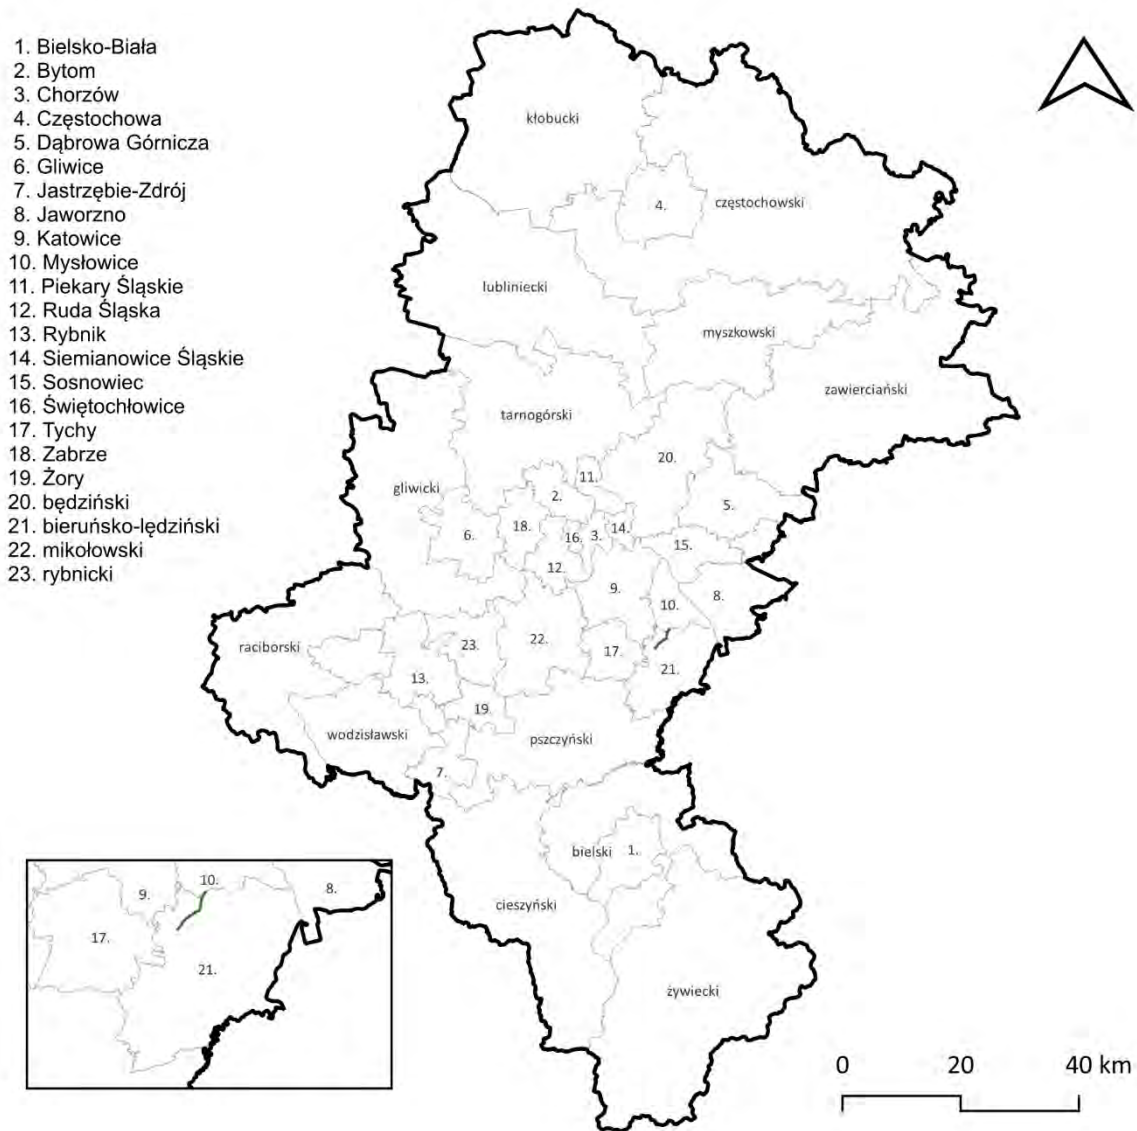 1. Bielsko-Biała
2. Bytom
3. Chorzów
4. Częstochowa
5. Dąbrowa Górnicza
6. Gliwice
7. Jastrzębie-Zdrój
8. Jaworzno
9. Katowice
10. Mysłowice
11. Piekary Śląskie
12. Ruda Śląska
13. Rybnik
14. Siemianowice Śląskie
15. Sosnowiec
16. Świętochłowice
17. Tychy
18. Zabrze
19. Żory
20. będziński
21. bieruńsko-lędziński
22. mikołowski
23. rybnicki
kłobucki
4.
częstochowski
lubliniecki
myszkowski
zawierciański
tarnogórski
20.
11.
gliwicki
2.
5.
6.
18.
16.
3.
14.
15.
12.
9.
10.
8.
raciborski
23.
22.
17.
21.
13.
19.
wodzisławski
pszczyński
7.
bielski
1.
cieszyński
żywiecki
10.
9.
8.
17.
21.
0
20
40 km